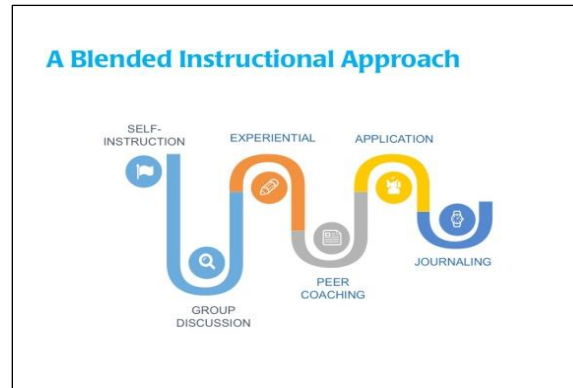 A Blended Instructional Approach
SELF-
INSTRUCTION
GROUP
DISCUSSION
EXPERIENTIAL
PEER
COACHING
APPLICATION
JOURNALING